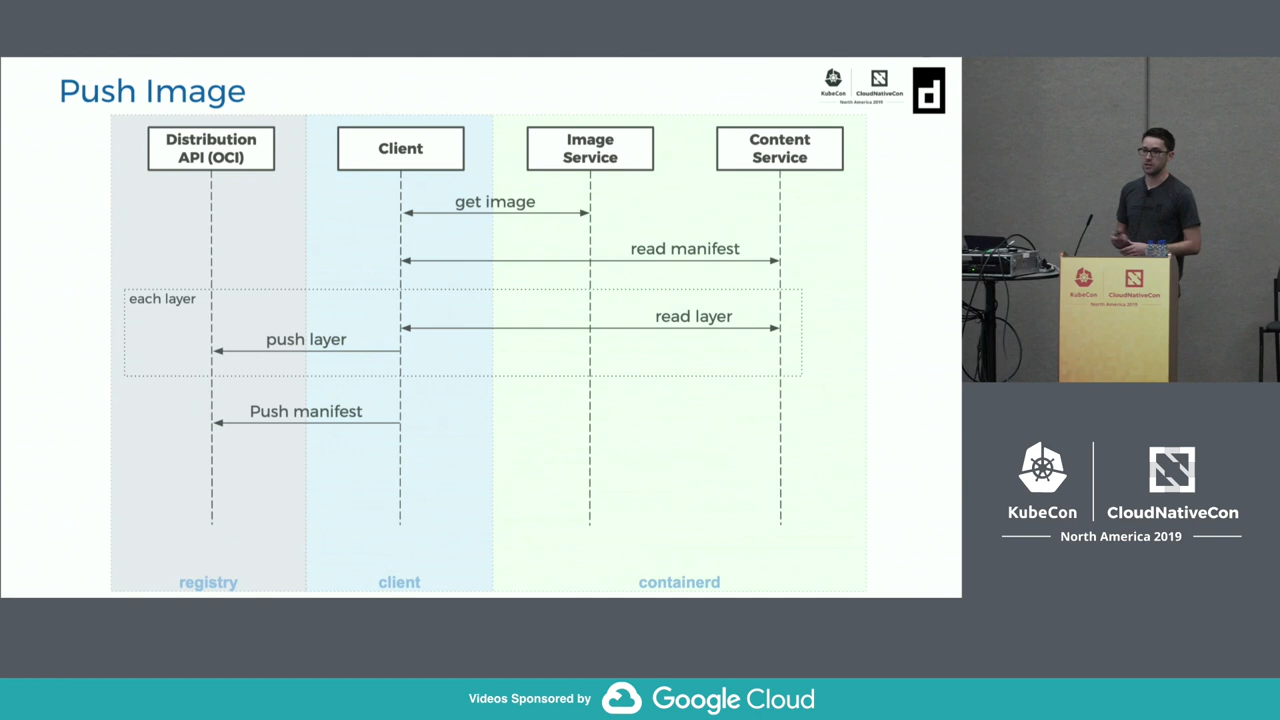 Push Image
KubeCon
CloudNativeCon
North America 2019
d
Distribution
API (OCI)
Client
Image
Service
Content
Service
get image
read manifest
each layer
read layer
push layer
Push manifest
registry
client
containerd
KubeCon
CloudNativeCon
North America 2019
KubeCon
CloudNativeCon
North America 2019
Videos Sponsored by
Google Cloud